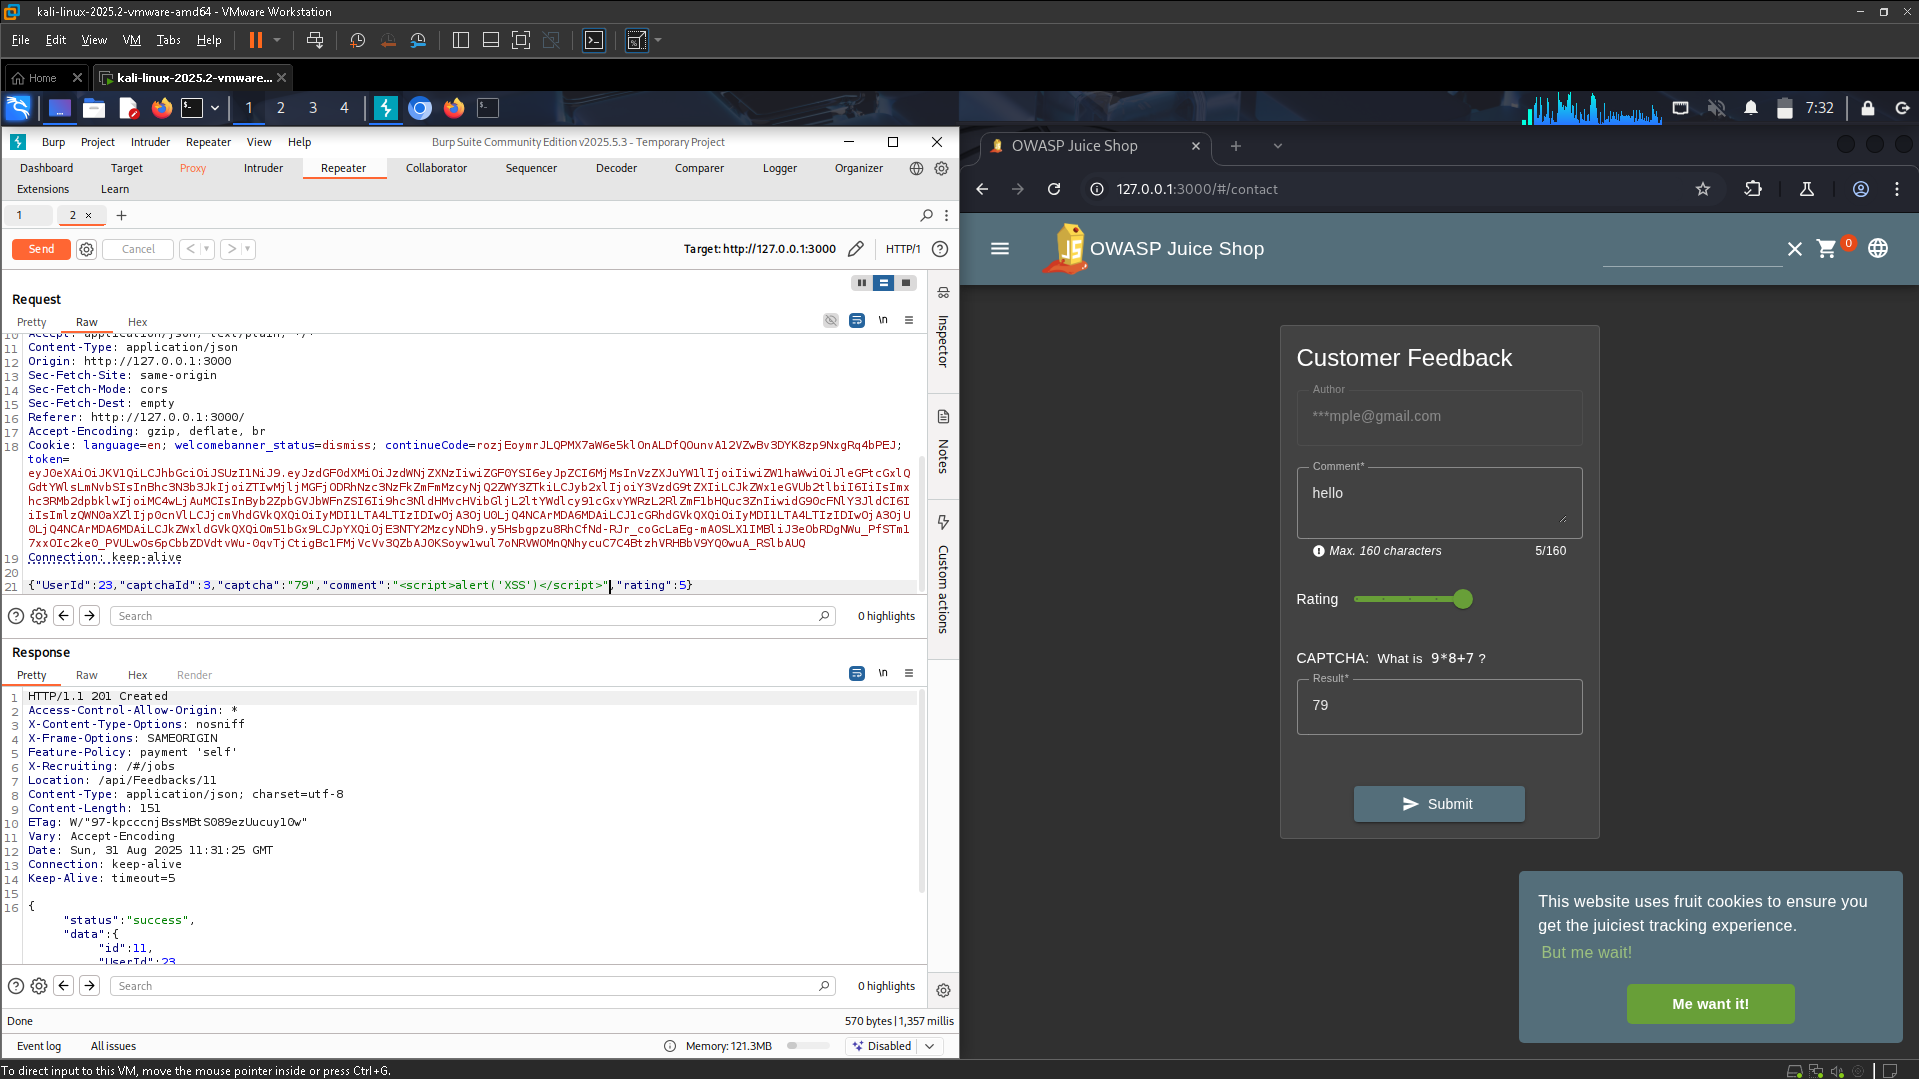 kali-linux-2025.2-vmware-amd64 - VMware Workstation
File Edit View VM Tabs Help
Home
kali-linux-2025.2-vmware...
1 2 3 4
7:32
Burp Project Intruder Repeater View Help
Burp Suite Community Edition v2025.5.3 - Temporary Project
Dashboard Target Proxy Intruder Repeater Collaborator Sequencer Decoder Comparer Logger Organizer
Extensions Learn
1 2
Send Cancel
Target: http://127.0.0.1:3000 HTTP/1
Request
Pretty Raw Hex
\n
10 Accept: application/json, text/plain, */*
11 Content-Type: application/json
12 Origin: http://127.0.0.1:3000
13 Sec-Fetch-Site: same-origin
14 Sec-Fetch-Mode: cors
15 Sec-Fetch-Dest: empty
16 Referer: http://127.0.0.1:3000/
17 Accept-Encoding: gzip, deflate, br
18 Cookie: language=en; welcomebanner_status=dismiss;
token=
19 Connection: keep-alive
20
21 {"UserId":23,"captchaId":3,"captcha":"79","comment":"<script>alert('XSS')</script>","rating":5}
Search
0 highlights
Response
Pretty Raw Hex Render
\n
1 HTTP/1.1 201 Created
2 Access-Control-Allow-Origin: *
3 X-Content-Type-Options: nosniff
4 X-Frame-Options: SAMEORIGIN
5 Feature-Policy: payment 'self'
6 X-Recruiting: /#/jobs
7 Location: /api/Feedbacks/11
8 Content-Type: application/json; charset=utf-8
9 Content-Length: 151
10 ETag:
11 Vary: Accept-Encoding
12 Date: Sun, 31 Aug 2025 11:31:25 GMT
13 Connection: keep-alive
14 Keep-Alive: timeout=5
15
16 {
"status":"success",
"data":{
"id":11,
"UserId":23,
Search
0 highlights
Done
570 bytes | 1,357 millis
Event log All issues
Memory: 121.3MB
Disabled
Inspector
Notes
Custom actions
OWASP Juice Shop
127.0.0.1:3000/#/contact
OWASP Juice Shop
0
Customer Feedback
Author
***mple@gmail.com
Comment*
hello
Max. 160 characters
5/160
Rating
CAPTCHA: What is 9*8+7 ?
Result*
79
Submit
This website uses fruit cookies to ensure you
get the juiciest tracking experience.
But me wait!
Me want it!
To direct input to this VM, move the mouse pointer inside or press Ctrl+G.